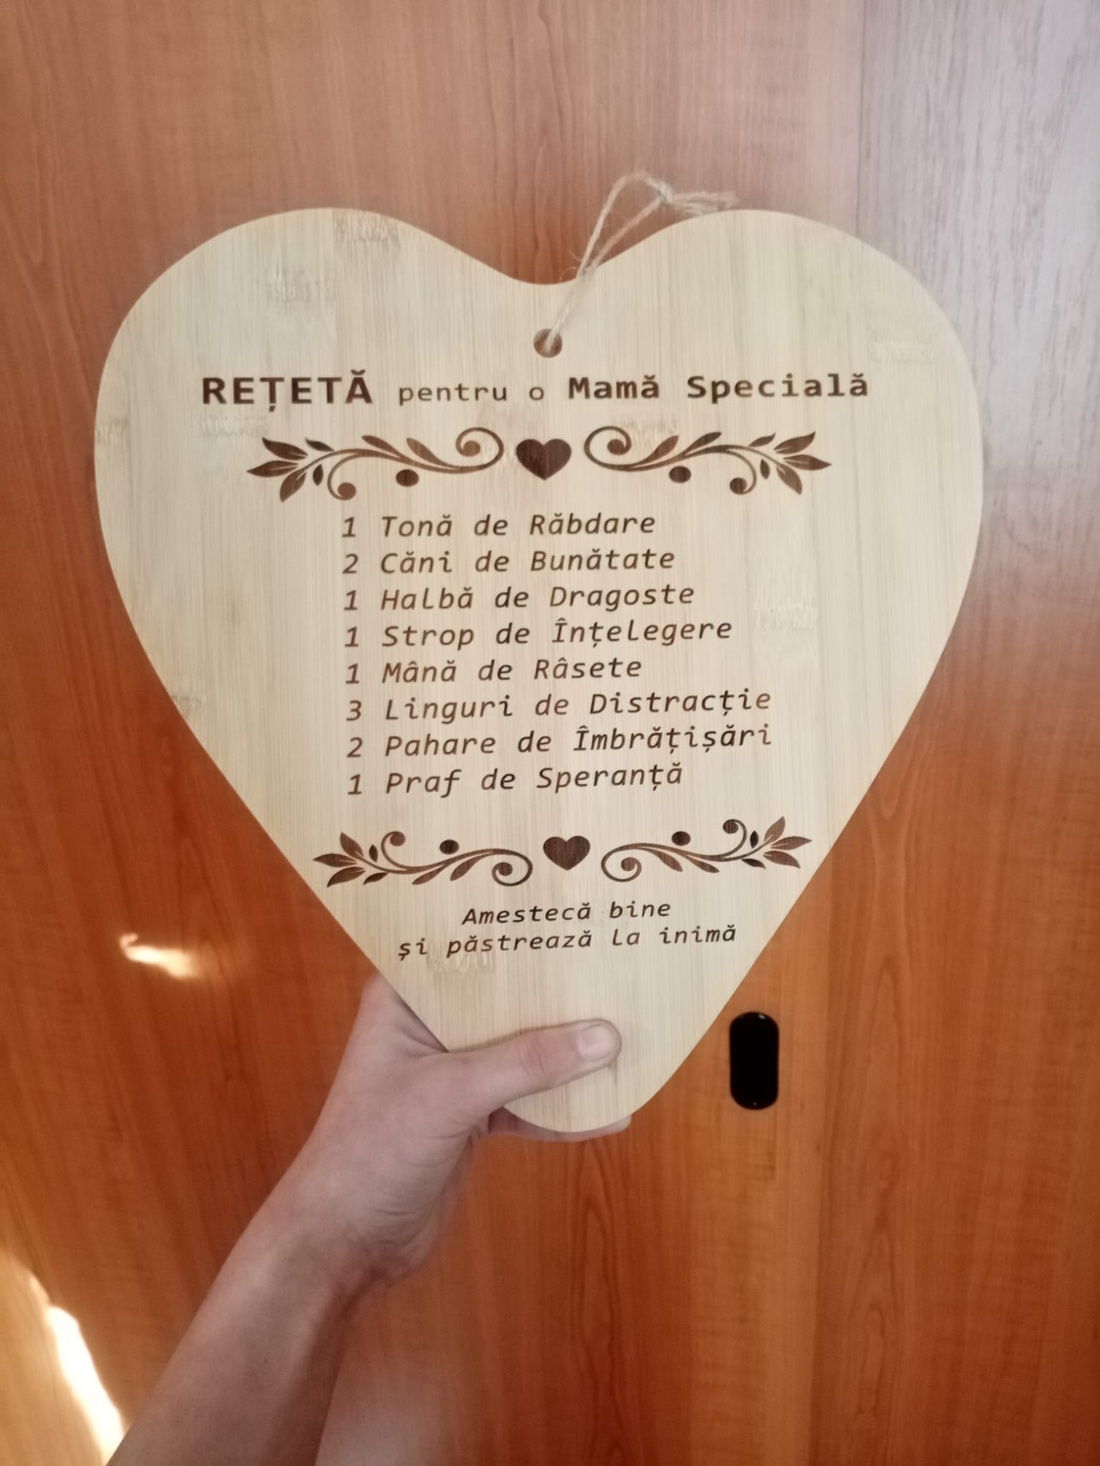 REȚETĂ pentru o Mamă Specială
1 Tonă de Răbdare
2 Căni de Bunătate
1 Halbă de Dragoste
1 Strop de Înțelegere
1 Mână de Râsete
3 Linguri de Distracție
2 Pahare de Îmbrățișări
1 Praf de Speranță
Amestecă bine
și păstrează la inimă